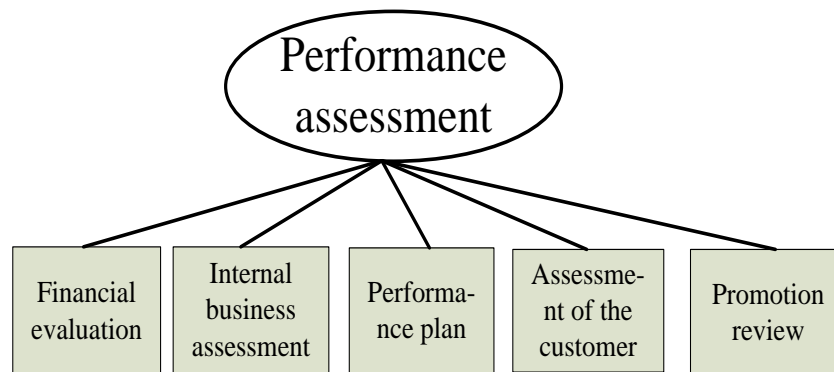 Performance
assessment
Financial
evaluation
Internal
business
assessment
Performa-
nce plan
Assessme-
nt of the
customer
Promotion
review